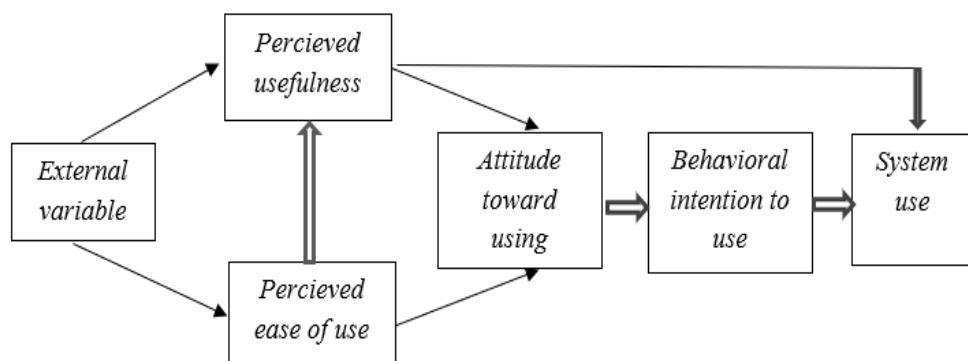 Percieved
usefulness
External
variable
Attitude
toward
using
Behavioral
intention to
use
System
use
Percieved
ease of use